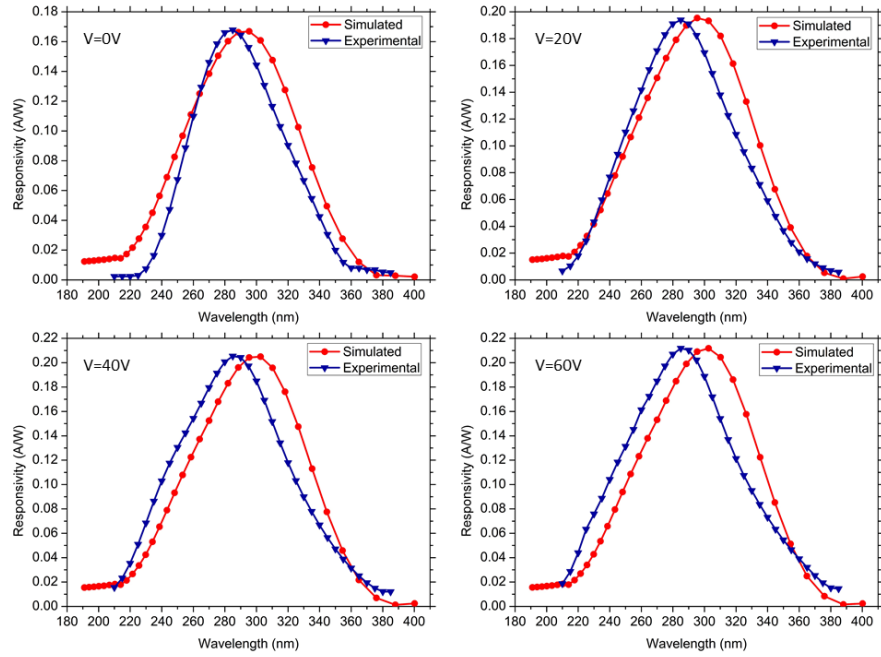 V=0V
Simulated
Experimental
Responsivity (A/W)
0.18
0.16
0.14
0.12
0.10
0.08
0.06
0.04
0.02
0.00
180 200 220 240 260 280 300 320 340 360 380 400
Wavelength (nm)
V=20V
Simulated
Experimental
Responsivity (A/W)
0.20
0.18
0.16
0.14
0.12
0.10
0.08
0.06
0.04
0.02
0.00
180 200 220 240 260 280 300 320 340 360 380 400
Wavelength (nm)
V=40V
Simulated
Experimental
Responsivity (A/W)
0.22
0.20
0.18
0.16
0.14
0.12
0.10
0.08
0.06
0.04
0.02
0.00
180 200 220 240 260 280 300 320 340 360 380 400
Wavelength (nm)
V=60V
Simulated
Experimental
Responsivity (A/W)
0.22
0.20
0.18
0.16
0.14
0.12
0.10
0.08
0.06
0.04
0.02
0.00
180 200 220 240 260 280 300 320 340 360 380 400
Wavelength (nm)